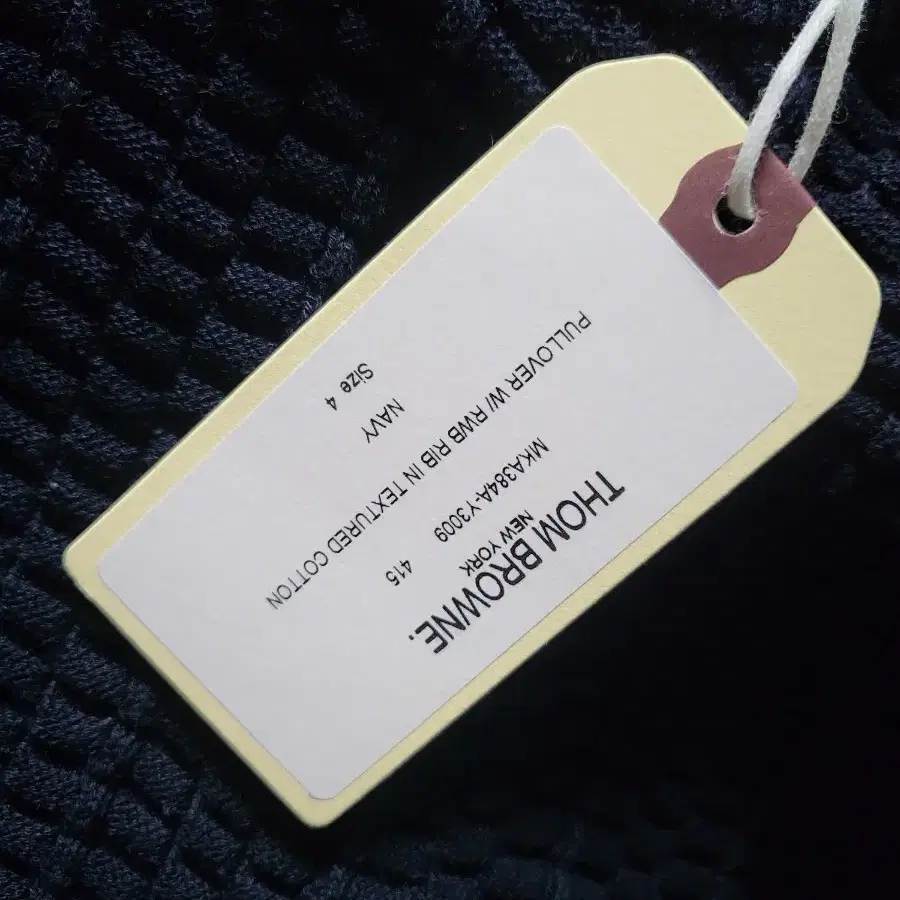 THOM BROWNE.
NEW YORK
MKA384A-Y3009 415
PULLOVER W/ RWB RIB IN TEXTURED COTTON
NAVY
Size 4